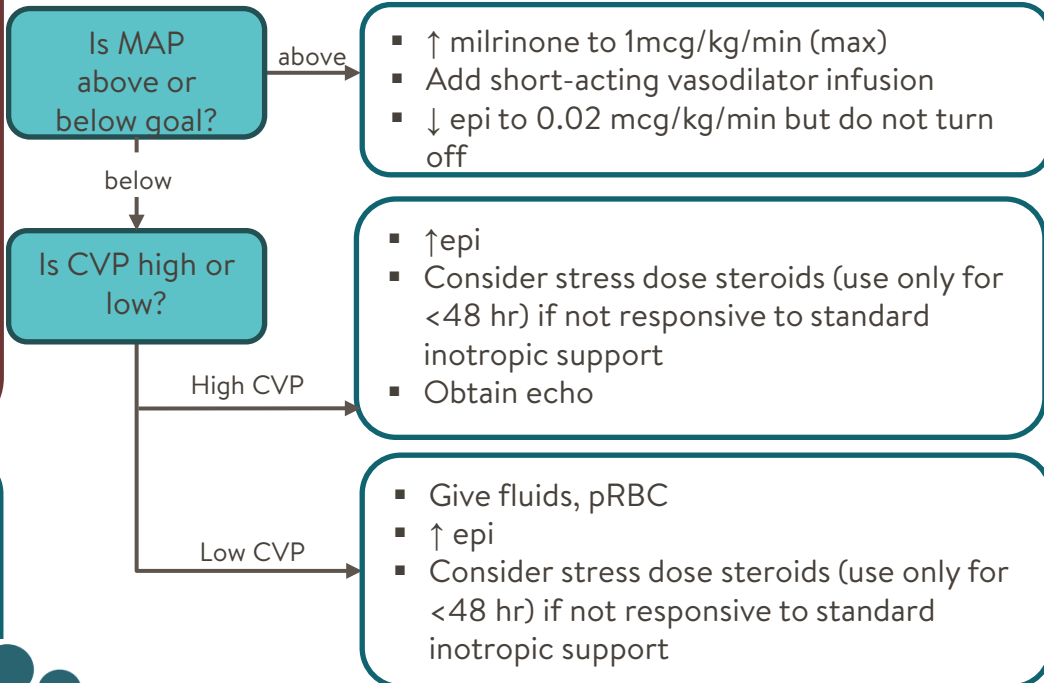 Is MAP
above or
below goal?
above
▪ ↑ milrinone to 1mcg/kg/min (max)
▪ Add short-acting vasodilator infusion
▪ ↓ epi to 0.02 mcg/kg/min but do not turn
off
below
Is CVP high or
low?
▪ ↑epi
▪ Consider stress dose steroids (use only for
<48 hr) if not responsive to standard
inotropic support
▪ Obtain echo
High CVP
▪ Give fluids, pRBC
▪ ↑ epi
▪ Consider stress dose steroids (use only for
<48 hr) if not responsive to standard
inotropic support
Low CVP